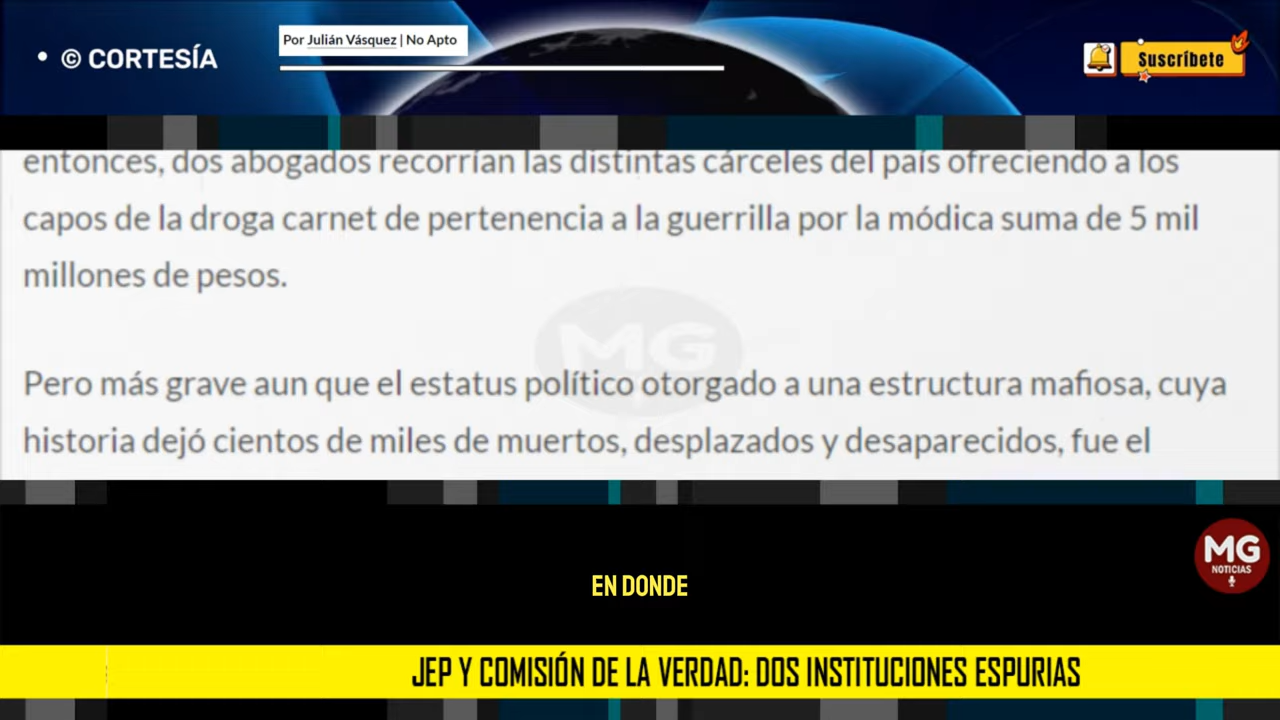 © CORTESÍA
Por Julián Vásquez | No Apto
Suscríbete
entonces, dos abogados recorrían las distintas cárceles del país ofreciendo a los
capos de la droga carnet de pertenencia a la guerrilla por la módica suma de 5 mil
millones de pesos.
MG
Pero más grave aun que el estatus político otorgado a una estructura mafiosa, cuya
historia dejó cientos de miles de muertos, desplazados y desaparecidos, fue el
MG
NOTICIAS
EN DONDE
JEP Y COMISIÓN DE LA VERDAD: DOS INSTITUCIONES ESPURIAS